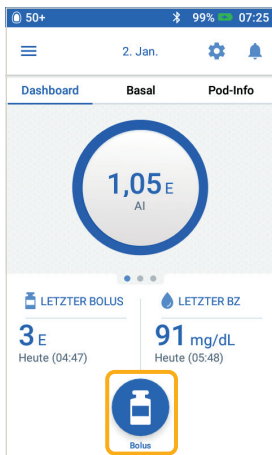 50+ 99% 07:25
2. Jan.
Dashboard Basal Pod-Info
1,05 E
AI
LETZTER BOLUS
3 E
Heute (04:47)
LETZTER BZ
91 mg/dL
Heute (05:48)
Bolus